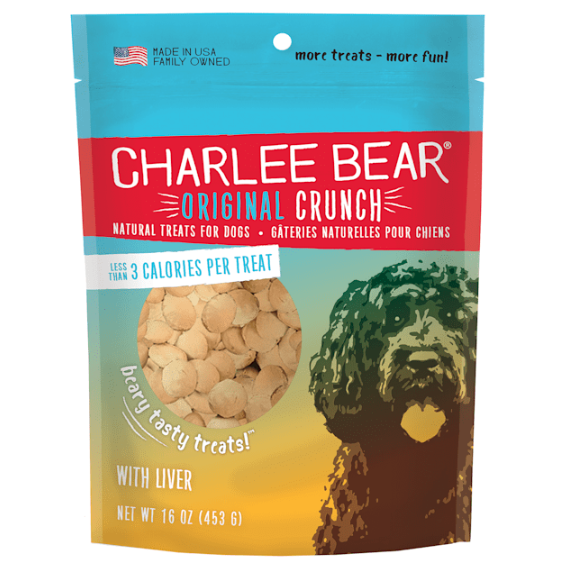 MADE IN USA
FAMILY OWNED
more treats – more fun!
CHARLEE BEAR®
ORIGINAL CRUNCH
NATURAL TREATS FOR DOGS • GÂTERIES NATURELLES POUR CHIENS
LESS THAN 3 CALORIES PER TREAT
beary tasty treats!™
WITH LIVER
NET WT 16 OZ (453 G)